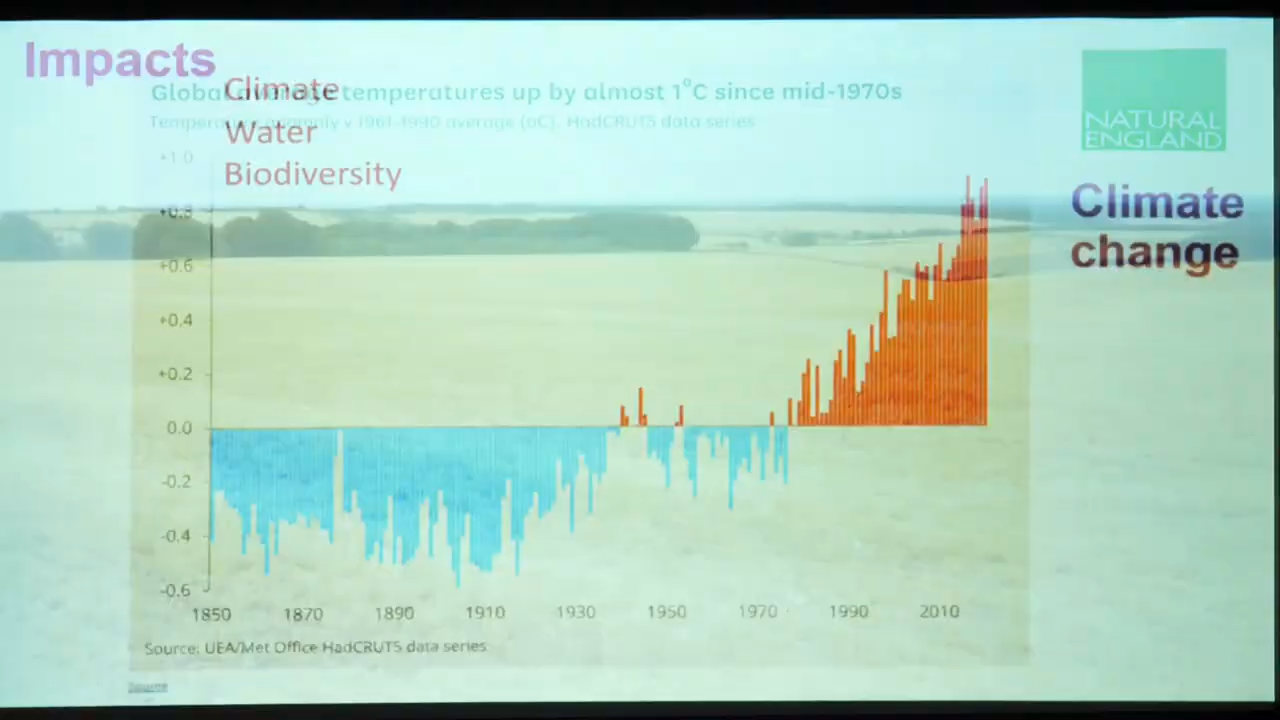 Impacts
Climate
Water
Biodiversity
Global average temperatures up by almost 1°C since mid-1970s
Temperature anomaly v 1961-1990 average (oC). HadCRUT5 data series
+1.0
+0.8
+0.6
+0.4
+0.2
0.0
-0.2
-0.4
-0.6
1850 1870 1890 1910 1930 1950 1970 1990 2010
Source: UEA/Met Office HadCRUT5 data series
Source
NATURAL
ENGLAND
Climate
change